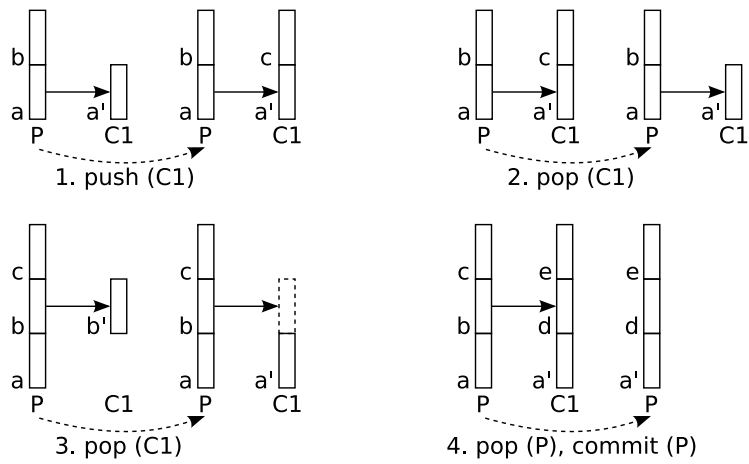 b b c
a a' a a'
P C1 P C1
1. push (C1)
b c b
a a' a a'
P C1 P C1
2. pop (C1)
c c
b b' b
a a a'
P C1 P C1
3. pop (C1)
c e e
b d d
a a' a'
P C1 P
4. pop (P), commit (P)